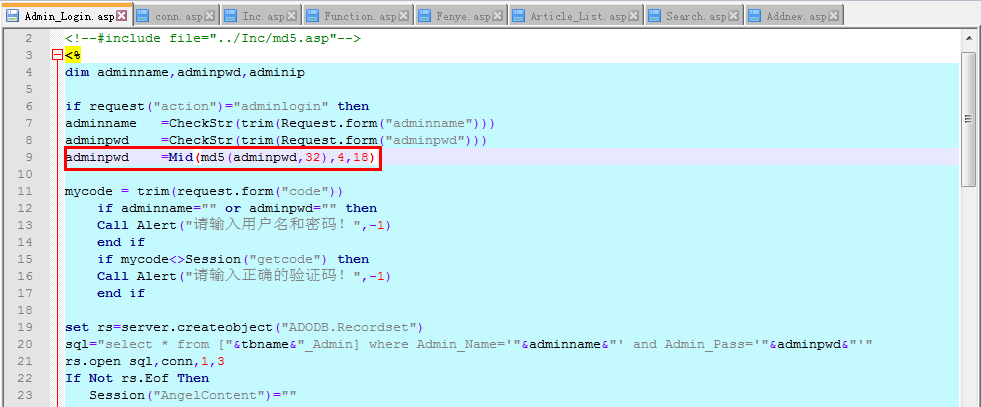 Admin_Login.asp conn.asp Inc.asp Function.asp Fenye.asp Article_List.asp Search.asp Addnew.asp
2 <!--#include file="../Inc/md5.asp"-->
3 <%
4 dim adminname,adminpwd,adminip
5
6 if request("action")="adminlogin" then
7 adminname   =CheckStr(trim(Request.form("adminname")))
8 adminpwd    =CheckStr(trim(Request.form("adminpwd")))
9 adminpwd    =Mid(md5(adminpwd,32),4,18)
10
11 mycode = trim(request.form("code"))
12     if adminname="" or adminpwd="" then
13     Call Alert("请输入用户名和密码！",-1)
14     end if
15     if mycode<>Session("getcode") then
16     Call Alert("请输入正确的验证码！",-1)
17     end if
18
19 set rs=server.createobject("ADODB.Recordset")
20 sql="select * from ["&tbname&"_Admin] where Admin_Name='"&adminname&"' and Admin_Pass='"&adminpwd&"'"
21 rs.open sql,conn,1,3
22 If Not rs.Eof Then
23    Session("AngelContent")=""